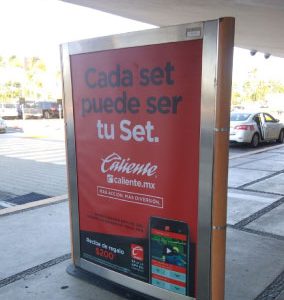 Cada set
puede ser
tu Set.
Caliente
caliente.mx
MÁS ACCIÓN, MÁS DIVERSIÓN.
Recibe de regalo
$200